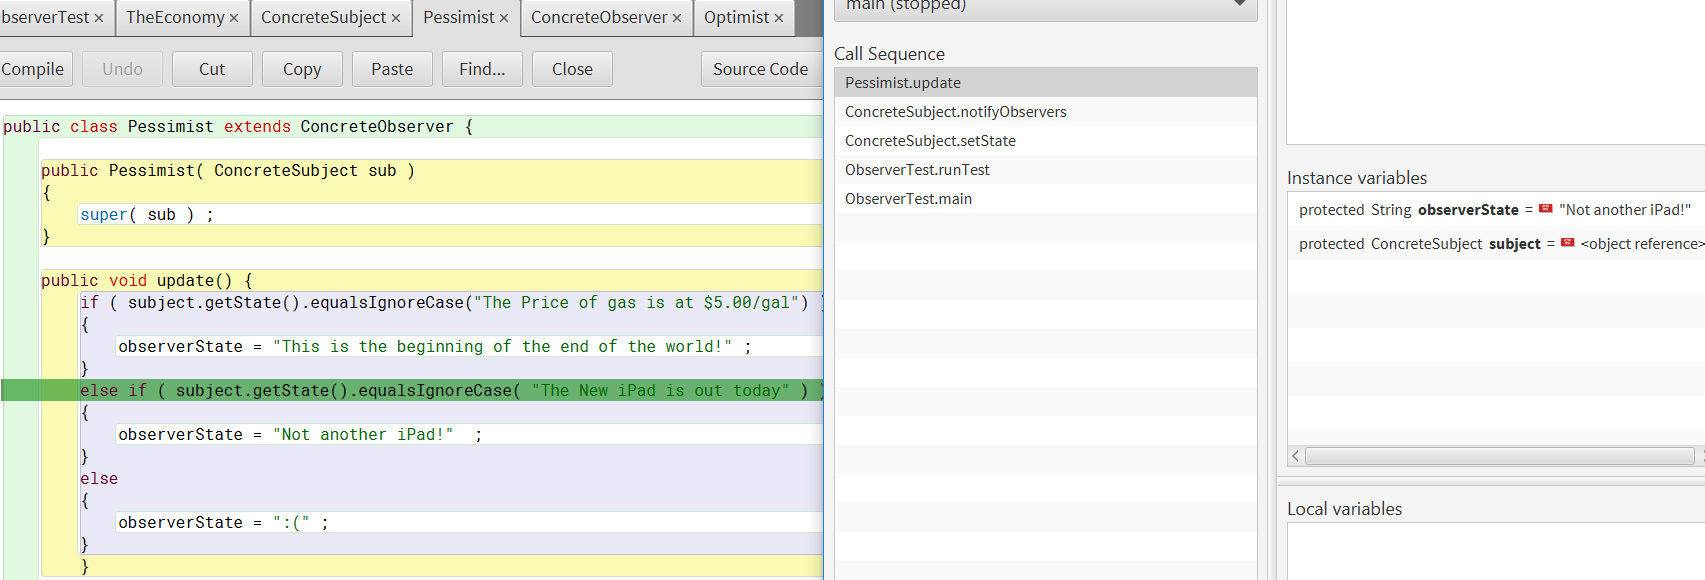 bserverTest × TheEconomy × ConcreteSubject × Pessimist × ConcreteObserver × Optimist ×
Compile Undo Cut Copy Paste Find... Close Source Code
public class Pessimist extends ConcreteObserver {
public Pessimist( ConcreteSubject sub )
{
super( sub ) ;
}
public void update() {
if ( subject.getState().equalsIgnoreCase("The Price of gas is at $5.00/gal") )
{
observerState = "This is the beginning of the end of the world!" ;
}
else if ( subject.getState().equalsIgnoreCase( "The New iPad is out today" ) )
{
observerState = "Not another iPad!"  ;
}
else
{
observerState = ":(" ;
}
}
main (stopped)
Call Sequence
Pessimist.update
ConcreteSubject.notifyObservers
ConcreteSubject.setState
ObserverTest.runTest
ObserverTest.main
Instance variables
protected String observerState = "Not another iPad!"
protected ConcreteSubject subject = <object reference>
Local variables